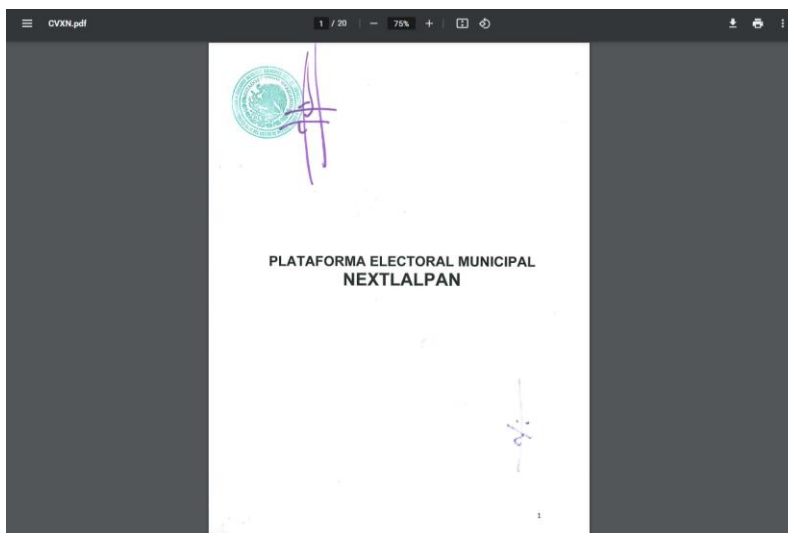 CVXN.pdf
1 / 20
75%
PLATAFORMA ELECTORAL MUNICIPAL
NEXTLALPAN
1